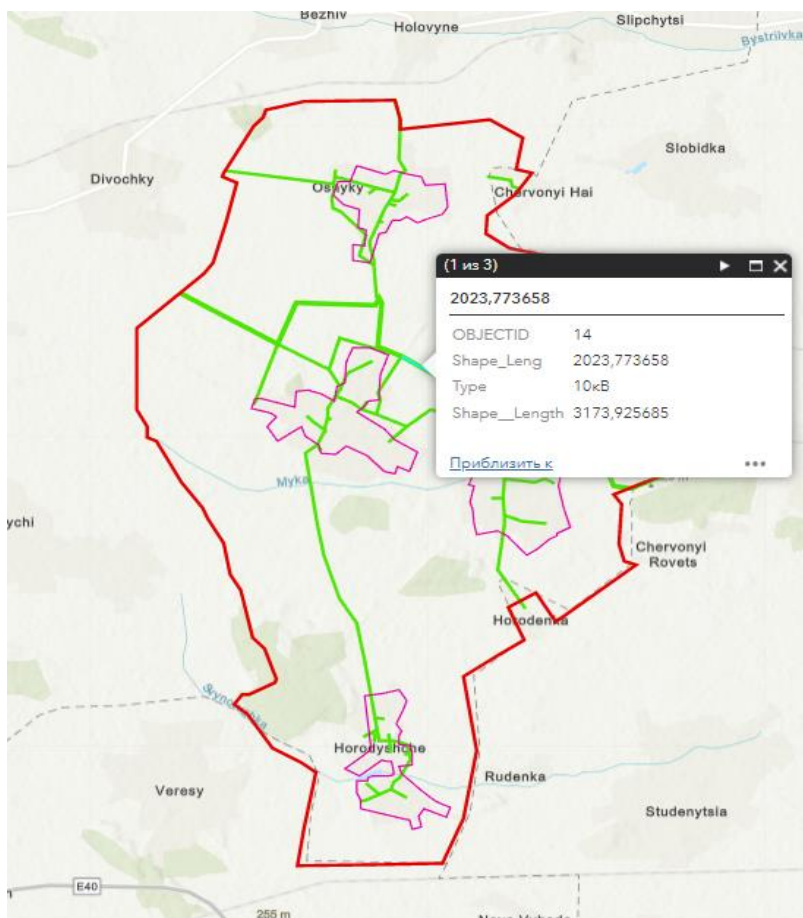 Bezhiv
Holovyne
Slipchytsi
Bystriivka
Slobidka
Divochky
Osnyky
Chervonyi Hai
(1 из 3)
2023,773658
OBJECTID 14
Shape_Leng 2023,773658
Type 10кВ
Shape__Length 3173,925685
Приблизить к
Myka
ychi
Chervonyi
Rovets
Horodenka
Horodyshche
Rudenka
Veresy
Studenytsia
E40
255 m